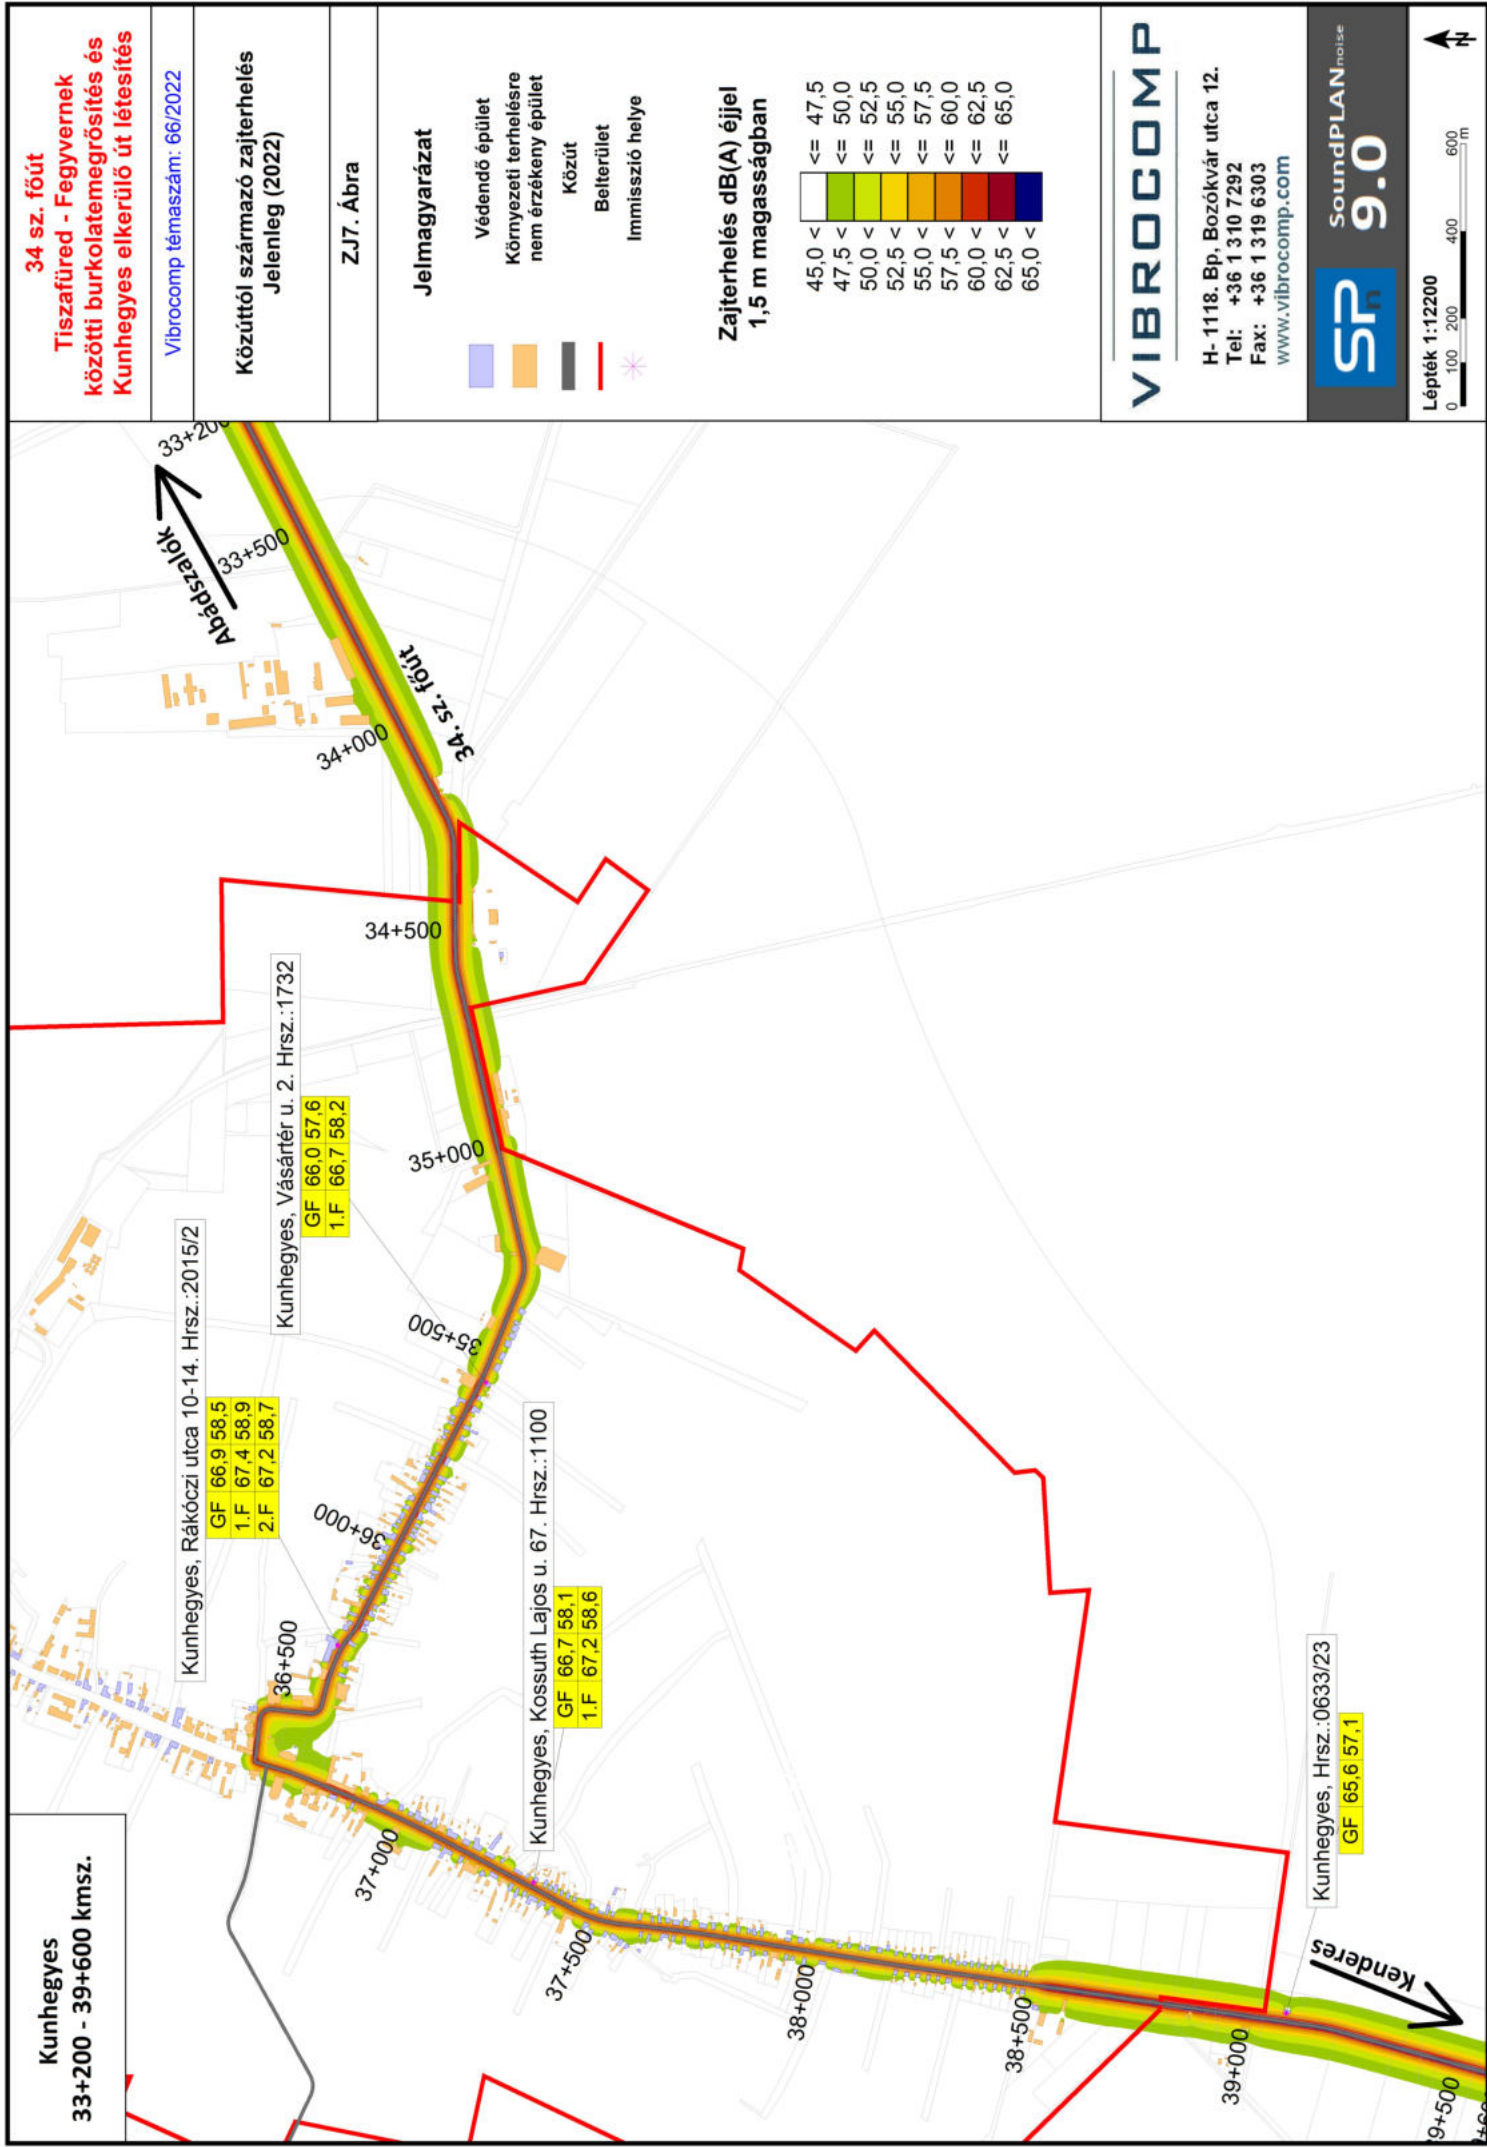 Kunhegyes
33+200 - 39+600 kmsz.
Kunhegyes, Rákóczi utca 10-14. Hrsz.:2015/2
GF 66,9 58,5
1.F 67,4 58,9
2.F 67,2 58,7
Kunhegyes, Vásártér u. 2. Hrsz.:1732
GF 66,0 57,6
1.F 66,7 58,2
Kunhegyes, Kossuth Lajos u. 67. Hrsz.:1100
GF 66,7 58,1
1.F 67,2 58,6
Kunhegyes, Hrsz.:0633/23
GF 65,6 57,1
Abádszalók
34. sz. főút
Kenderes
33+200
33+500
34+000
34+500
35+000
35+500
36+000
36+500
37+000
37+500
38+000
38+500
39+000
39+500
34 sz. főút
Tiszafüred - Fegyvernek
közötti burkolatemegrősítés és
Kunhegyes elkerülő út létesítés
Vibrocomp témaszám: 66/2022
Közúttól származó zajterhelés
Jelenleg (2022)
ZJ7. Ábra
Jelmagyarázat
Védendő épület
Környezeti terhelésre
nem érzékeny épület
Közút
Belterület
Immisszió helye
Zajterhelés dB(A) éjjel
1,5 m magasságban
45,0 < <= 47,5
47,5 < <= 50,0
50,0 < <= 52,5
52,5 < <= 55,0
55,0 < <= 57,5
57,5 < <= 60,0
60,0 < <= 62,5
62,5 < <= 65,0
65,0 <
VIBROCOMP
H- 1118. Bp, Bozókvár utca 12.
Tel: +36 1 310 7292
Fax: +36 1 319 6303
www.vibrocomp.com
SPn
SoundPLANnoise
9.0
Lépték 1:12200
0 100 200 400 600
m
N